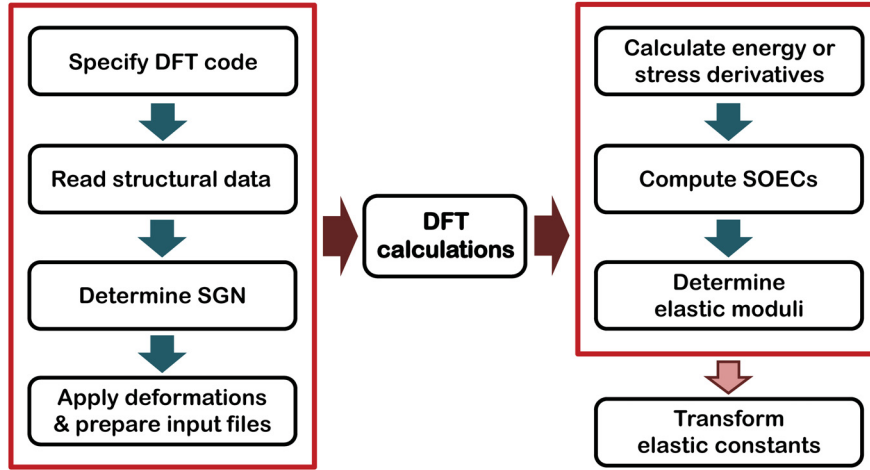 Specify DFT code
Read structural data
Determine SGN
Apply deformations
& prepare input files
DFT
calculations
Calculate energy or
stress derivatives
Compute SOECs
Determine
elastic moduli
Transform
elastic constants